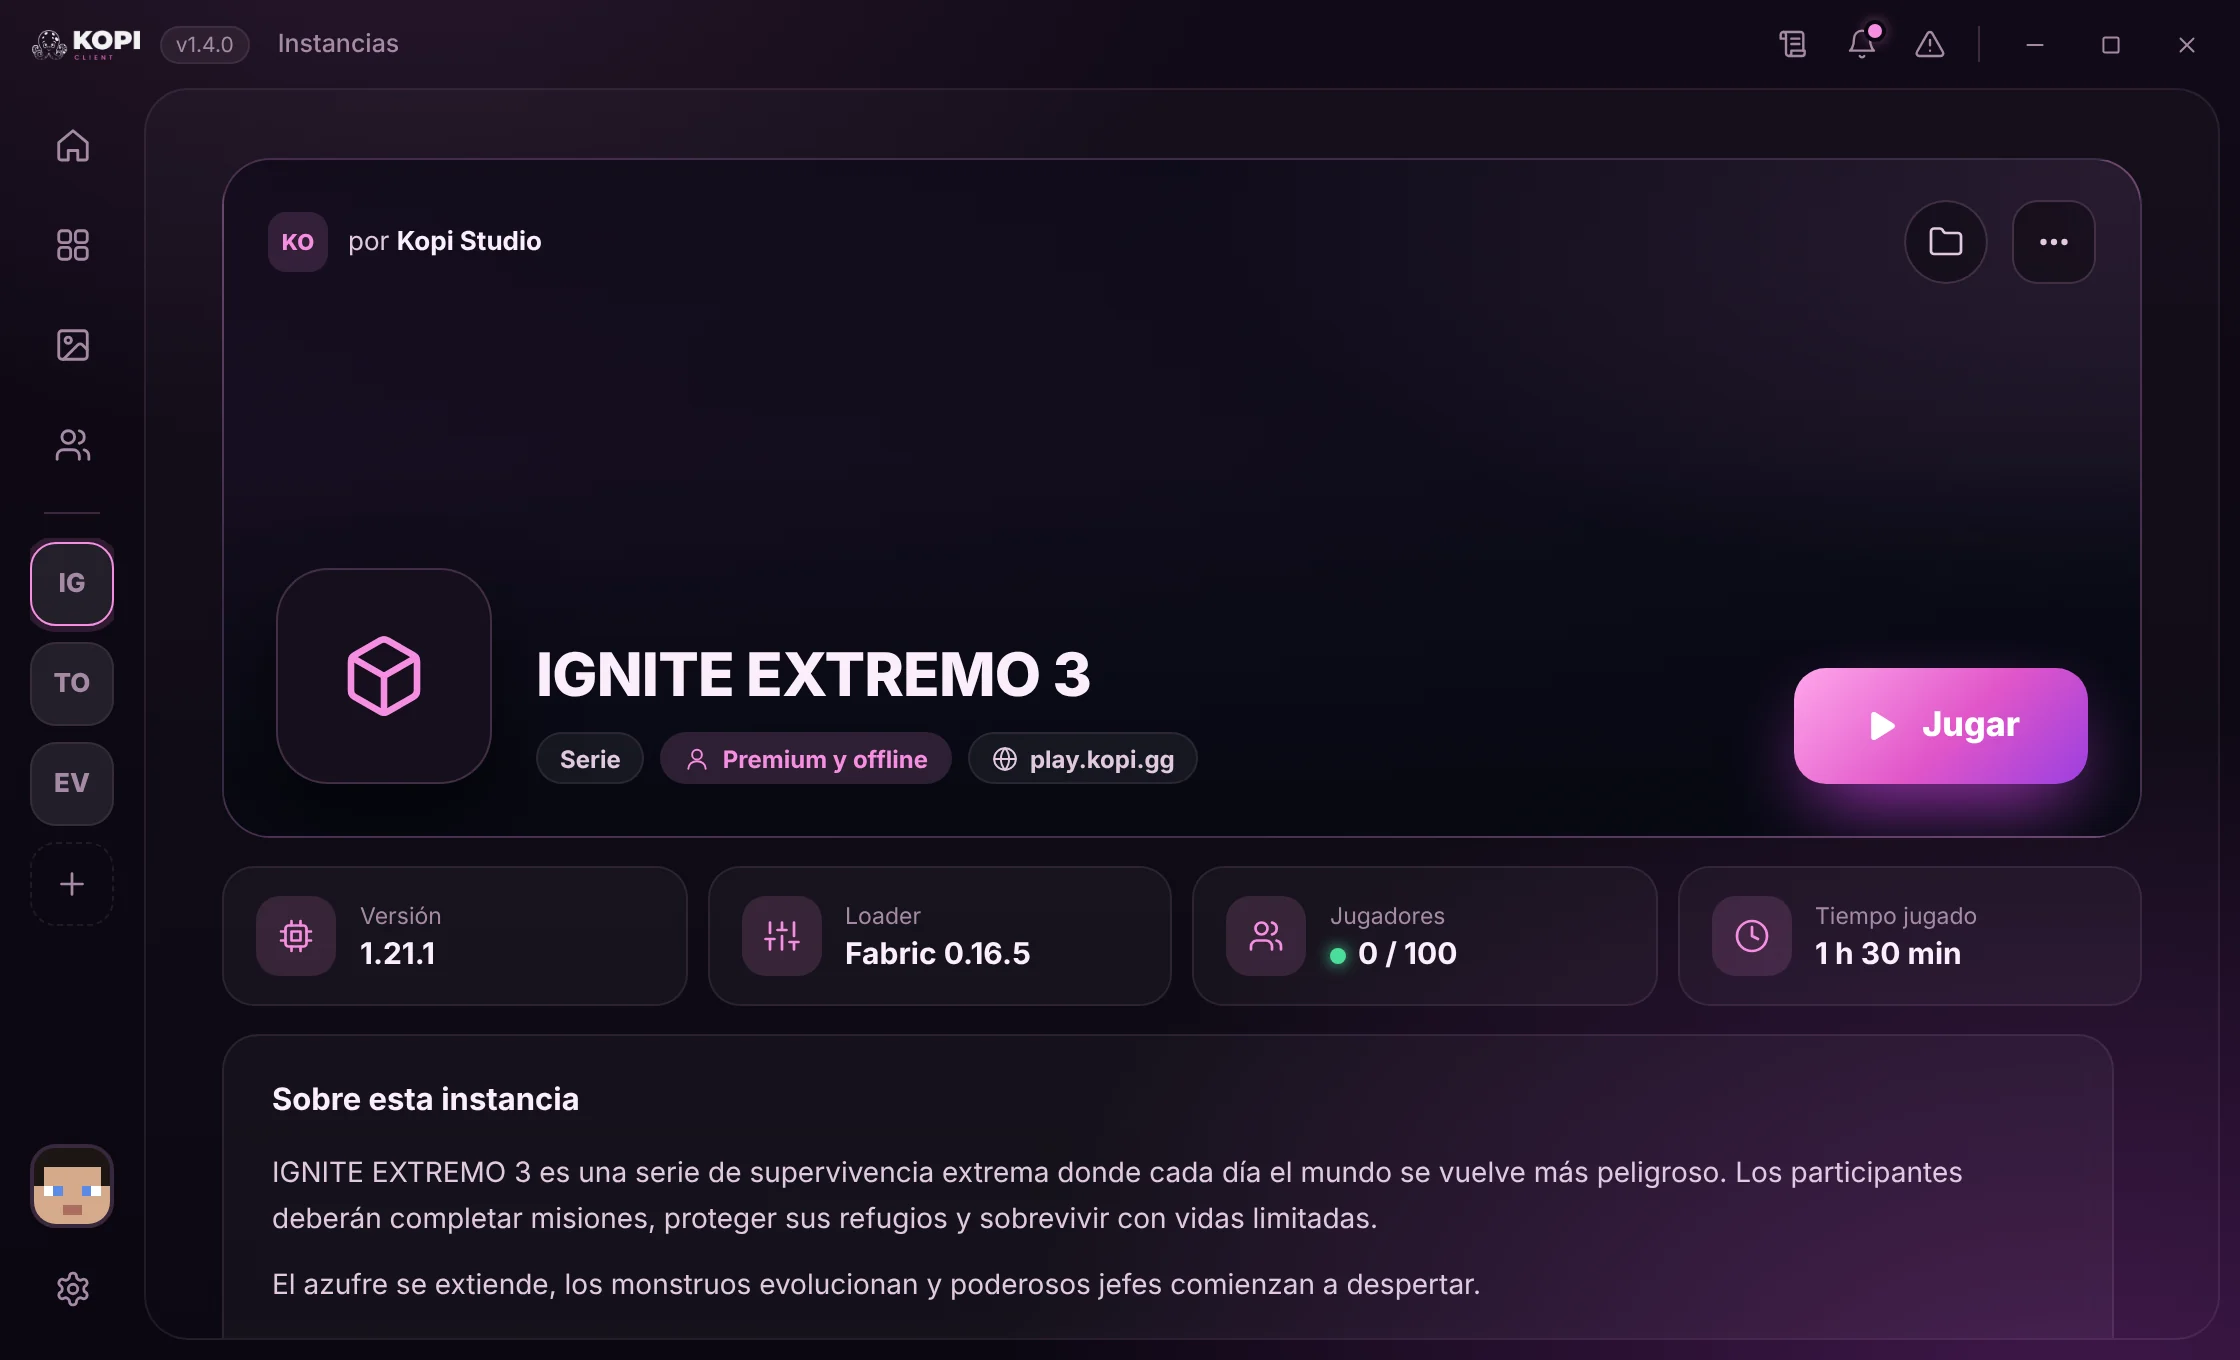 KOPI
CLIENT
v1.4.0
Instancias
KO
por Kopi Studio
IG
TO
EV
IGNITE EXTREMO 3
Serie
Premium y offline
play.kopi.gg
Jugar
Versión
1.21.1
Loader
Fabric 0.16.5
Jugadores
0 / 100
Tiempo jugado
1 h 30 min
Sobre esta instancia
IGNITE EXTREMO 3 es una serie de supervivencia extrema donde cada día el mundo se vuelve más peligroso. Los participantes
deberán completar misiones, proteger sus refugios y sobrevivir con vidas limitadas.
El azufre se extiende, los monstruos evolucionan y poderosos jefes comienzan a despertar.